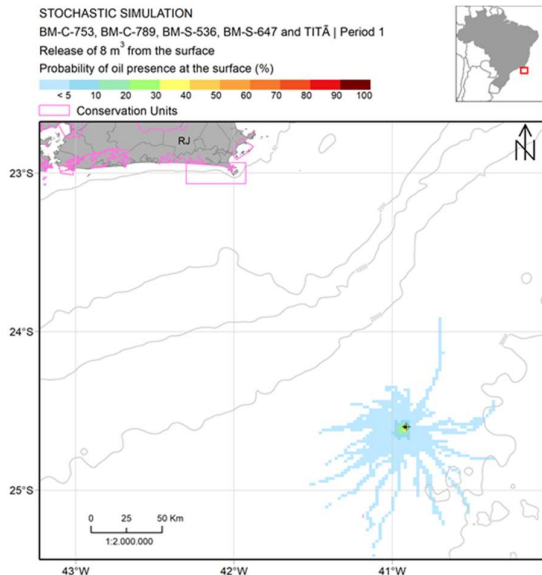 STOCHASTIC SIMULATION
BM-C-753, BM-C-789, BM-S-536, BM-S-647 and TITÃ | Period 1
Release of 8 m³ from the surface
Probability of oil presence at the surface (%)
< 5 10 20 30 40 50 60 70 80 90 100
Conservation Units
N
RJ
23°S
24°S
25°S
0 25 50 Km
1:2.000.000
43°W 42°W 41°W